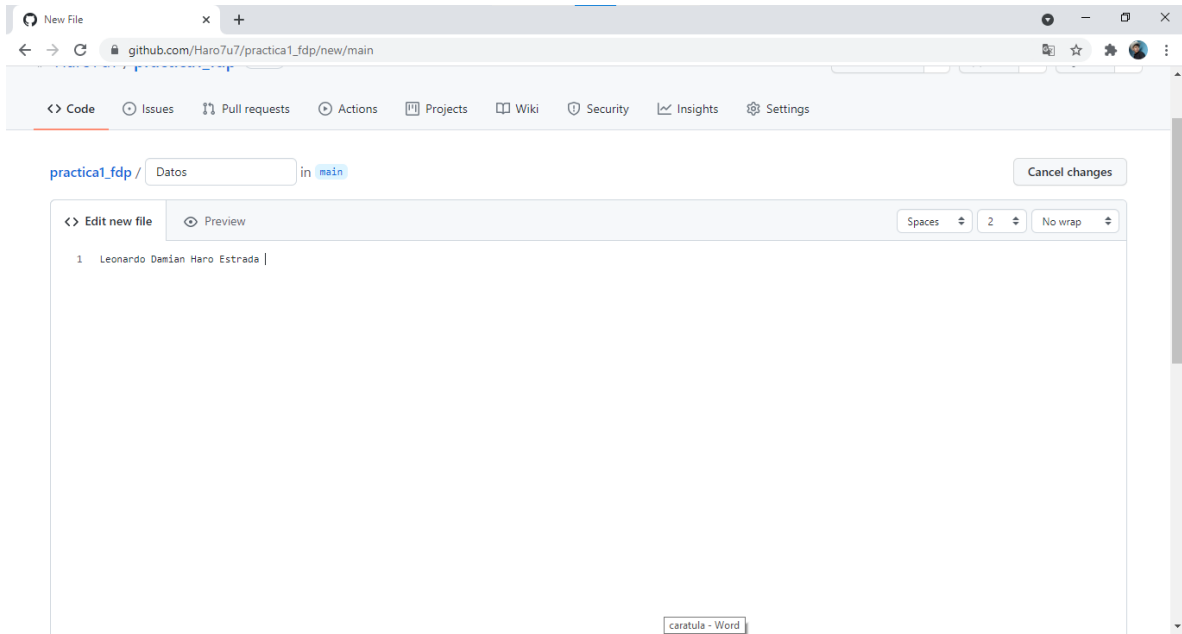 New File
github.com/Haro7u7/practica1_fdp/new/main
Code Issues Pull requests Actions Projects Wiki Security Insights Settings
practica1_fdp / Datos in main Cancel changes
Edit new file Preview Spaces 2 No wrap
1 Leonardo Damian Haro Estrada
caratula - Word